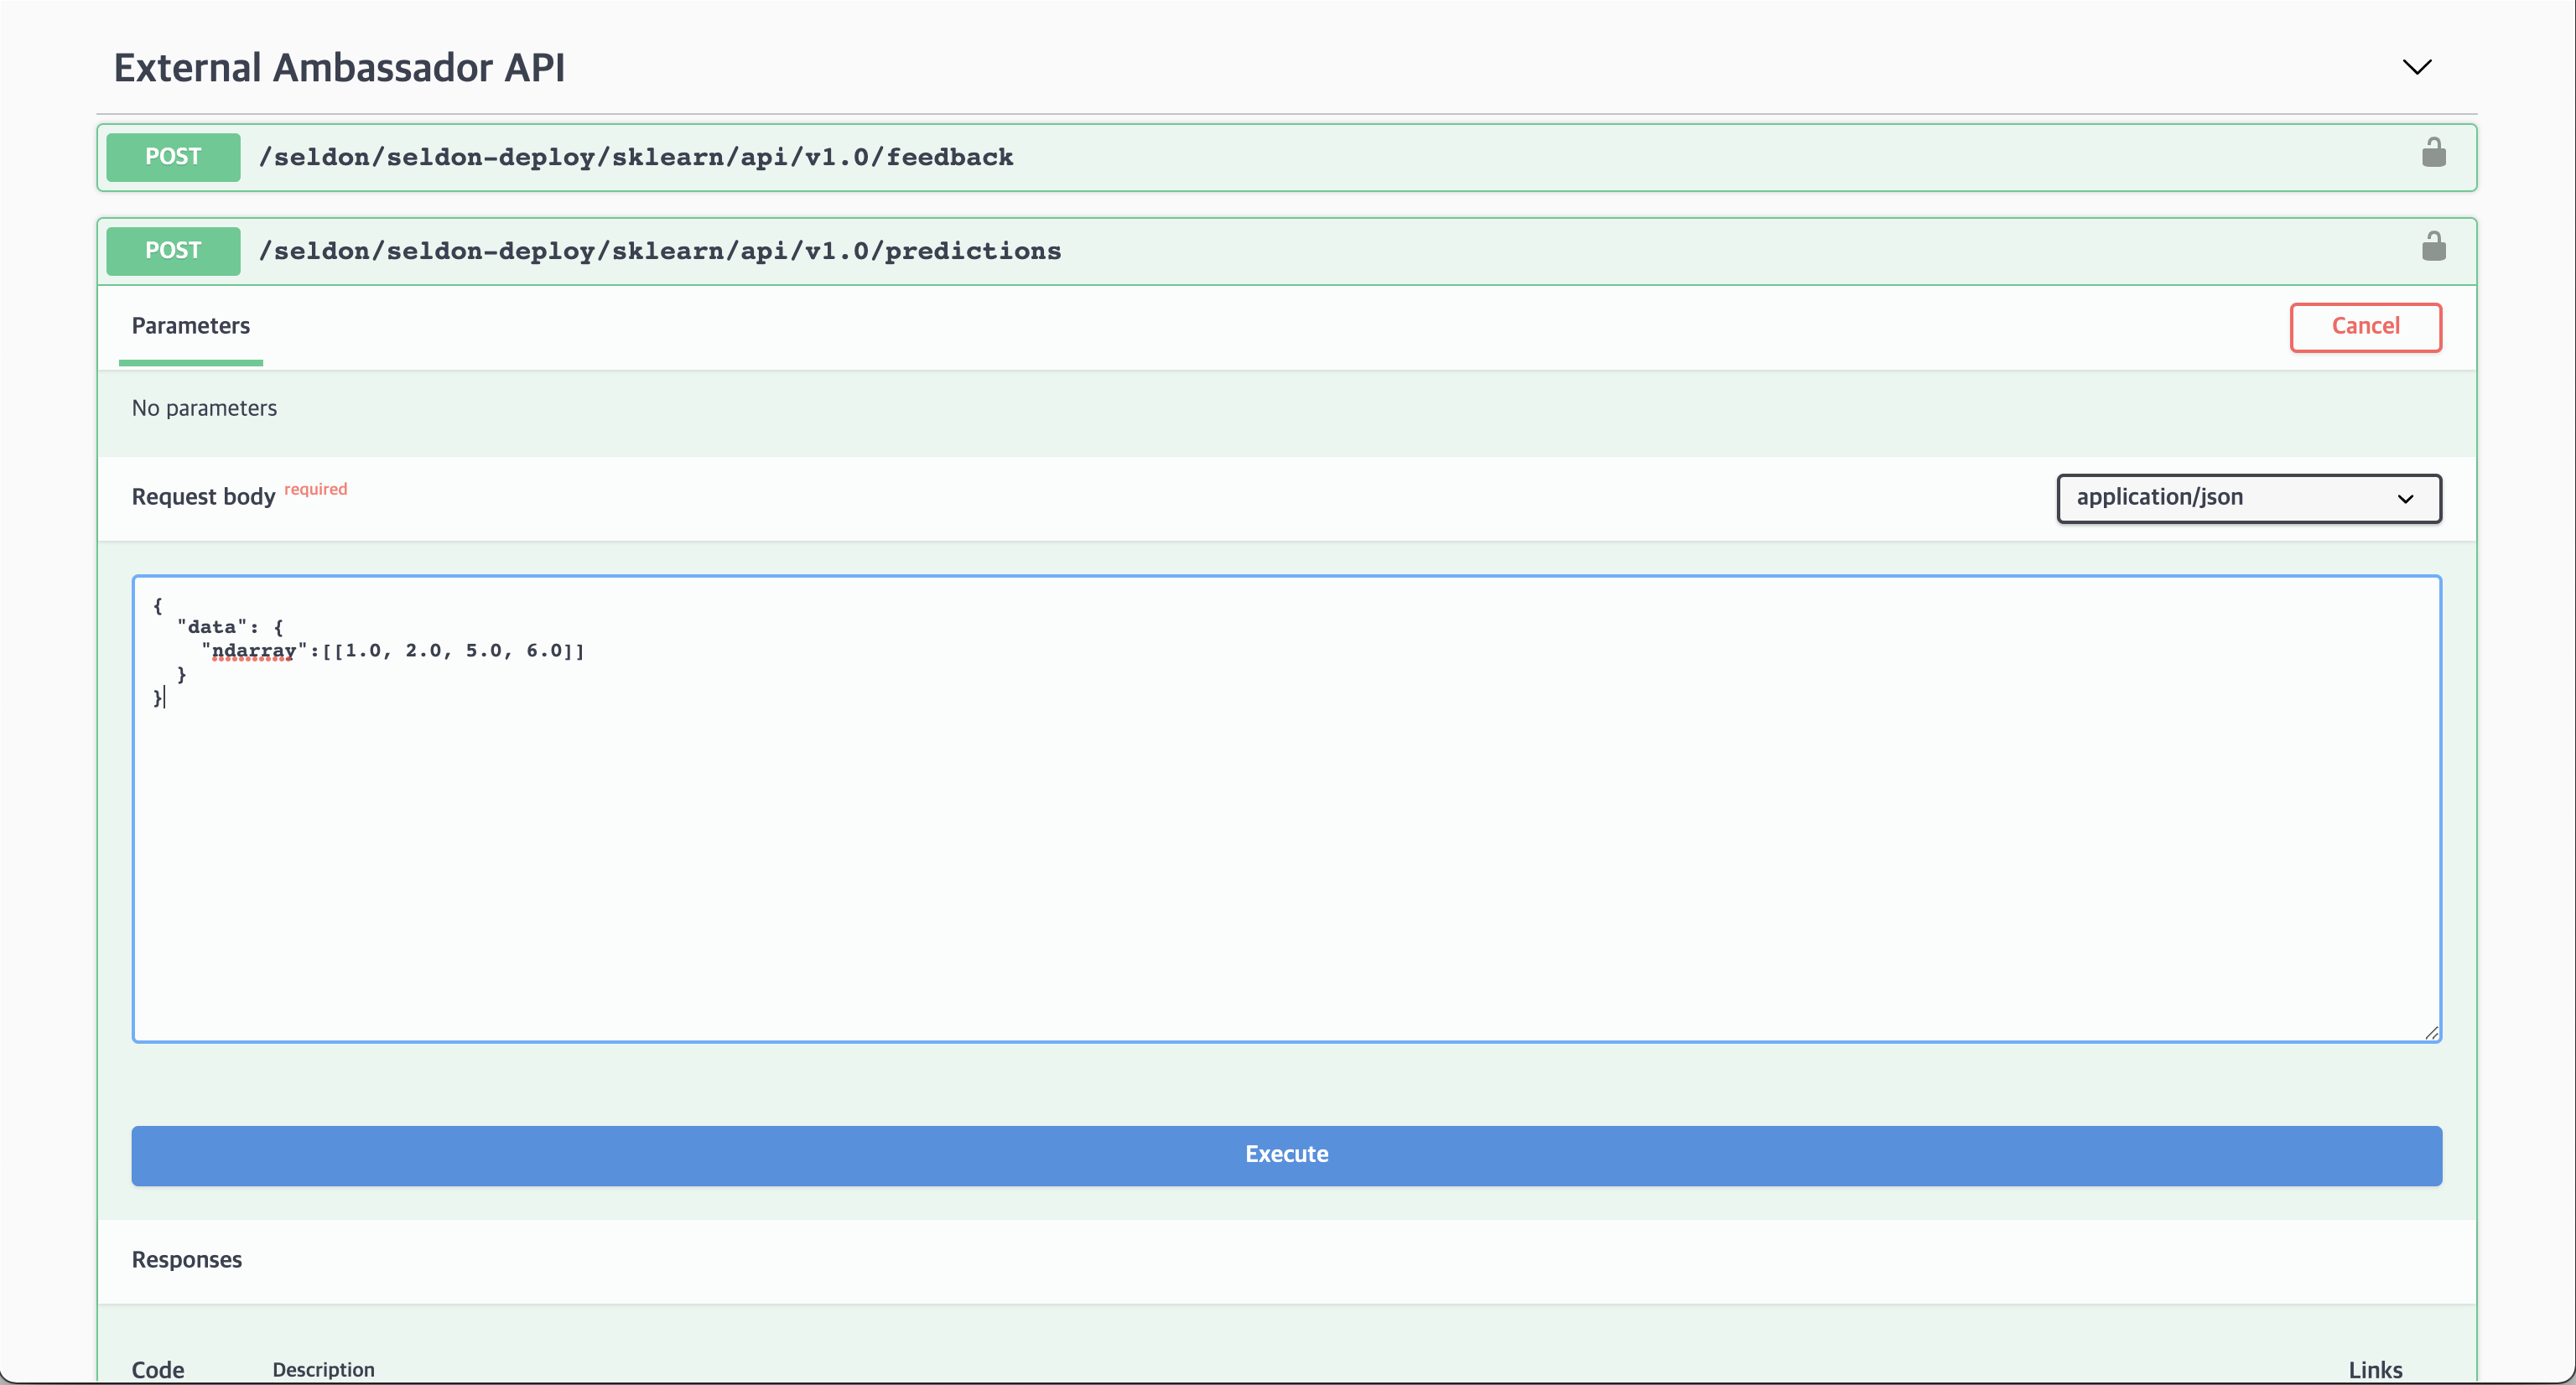 External Ambassador API
POST /seldon/seldon-deploy/sklearn/api/v1.0/feedback
POST /seldon/seldon-deploy/sklearn/api/v1.0/predictions
Parameters
Cancel
No parameters
Request body required
application/json
{
  "data": {
    "ndarray":[[1.0, 2.0, 5.0, 6.0]]
  }
}
Execute
Responses
Code Description Links